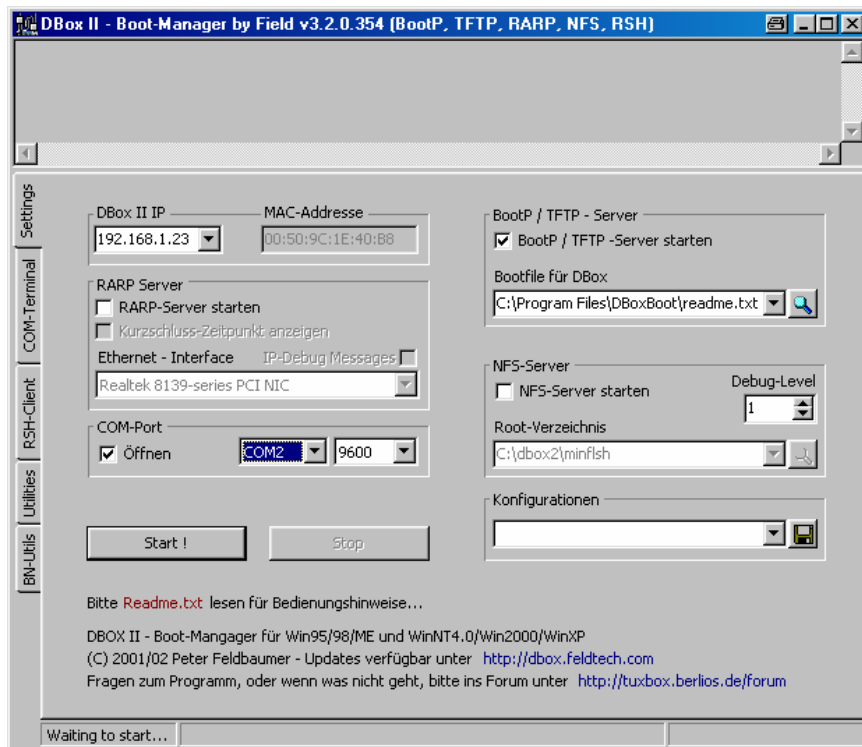 DBox II - Boot-Manager by Field v3.2.0.354 (BootP, TFTP, RARP, NFS, RSH)
Settings
COM-Terminal
RSH-Client
Utilities
BN-Utils
DBox II IP
MAC-Addresse
192.168.1.23
00:50:9C:1E:40:B8
RARP Server
RARP-Server starten
Kurzschluss-Zeitpunkt anzeigen
Ethernet - Interface
IP-Debug Messages
Realtek 8139-series PCI NIC
COM-Port
Öffnen
COM2
9600
Start !
Stop
BootP / TFTP - Server
BootP / TFTP -Server starten
Bootfile für DBox
C:\Program Files\DBoxBoot\readme.txt
NFS-Server
NFS-Server starten
Debug-Level
1
Root-Verzeichnis
C:\dbox2\minflsh
Konfigurationen
Bitte Readme.txt lesen für Bedienungshinweise...
DBOX II - Boot-Mangager für Win95/98/ME und WinNT4.0/Win2000/WinXP
(C) 2001/02 Peter Feldbaumer - Updates verfügbar unter http://dbox.feldtech.com
Fragen zum Programm, oder wenn was nicht geht, bitte ins Forum unter http://tuxbox.berlios.de/forum
Waiting to start...